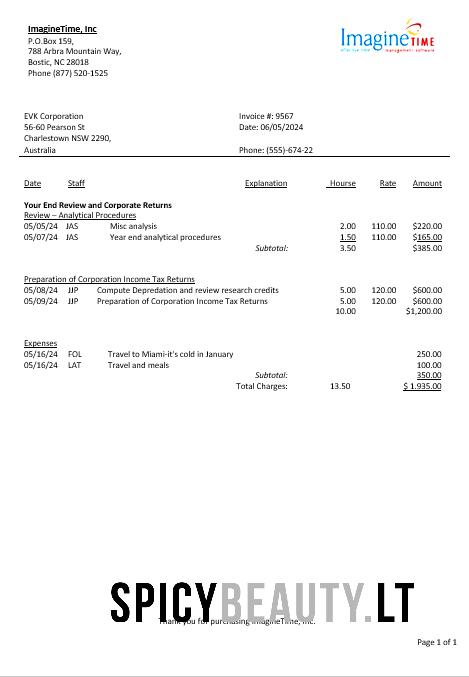 ImagineTime, Inc
P.O.Box 159,
788 Arbra Mountain Way,
Bostic, NC 28018
Phone (877) 520-1525
ImagineTIME
effective time management software
EVK Corporation
56-60 Pearson St
Charlestown NSW 2290,
Australia
Invoice #: 9567
Date: 06/05/2024
Phone: (555)-674-22
Date Staff Explanation Hourse Rate Amount
Your End Review and Corporate Returns
Review – Analytical Procedures
05/05/24 JAS Misc analysis 2.00 110.00 $220.00
05/07/24 JAS Year end analytical procedures 1.50 110.00 $165.00
Subtotal: 3.50 $385.00
Preparation of Corporation Income Tax Returns
05/08/24 JJP Compute Depredation and review research credits 5.00 120.00 $600.00
05/09/24 JJP Preparation of Corporation Income Tax Returns 5.00 120.00 $600.00
10.00 $1,200.00
Expenses
05/16/24 FOL Travel to Miami-it's cold in January 250.00
05/16/24 LAT Travel and meals 100.00
Subtotal: 350.00
Total Charges: 13.50 $ 1.935.00
SPICYBEAUTY.LT
Thank you for purchasing ImagineTime, Inc.
Page 1 of 1